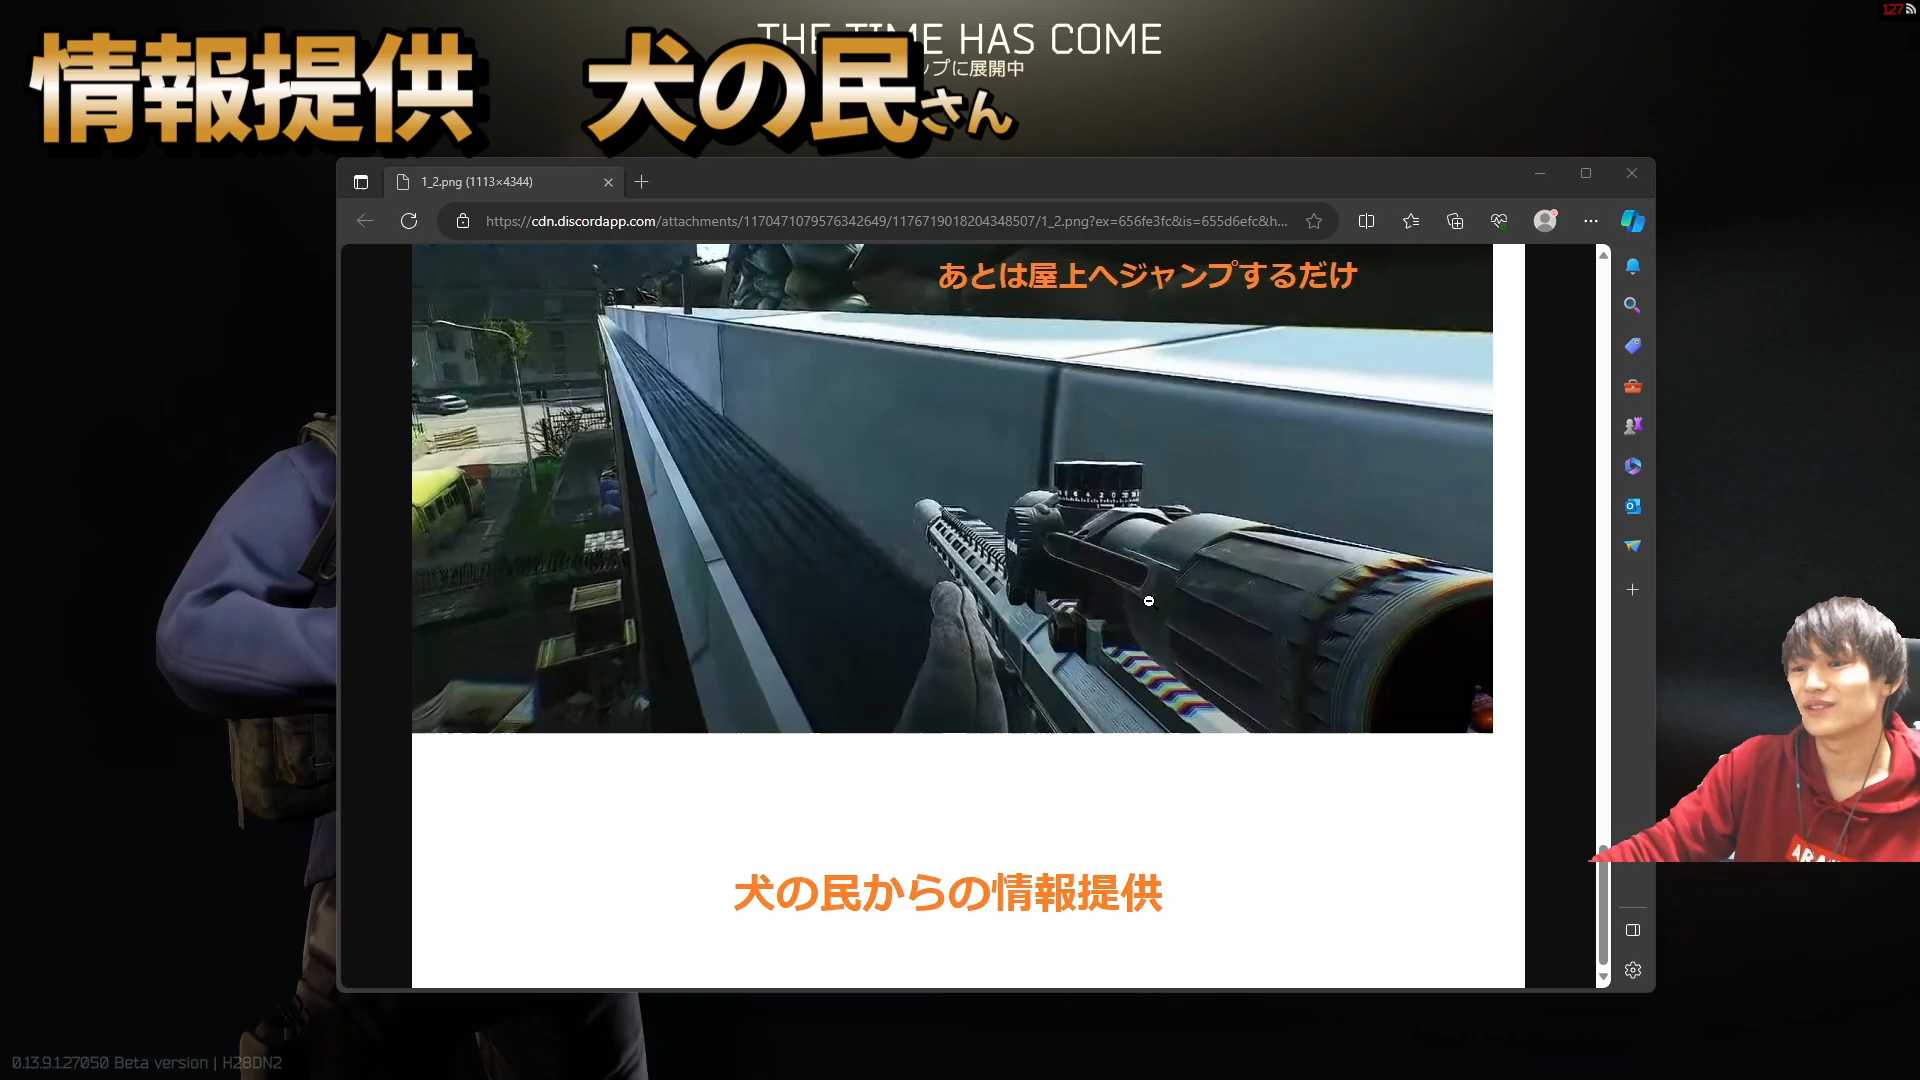 THE TIME HAS COME
ップに展開中
127
情報提供 犬の民さん
1_2.png (1113×4344)
https://cdn.discordapp.com/attachments/1170471079576342649/1176719018204348507/1_2.png?ex=656fe3fc&is=655d6efc&h...
あとは屋上へジャンプするだけ
犬の民からの情報提供
0.13.9.1.27050 Beta version | H28DN2